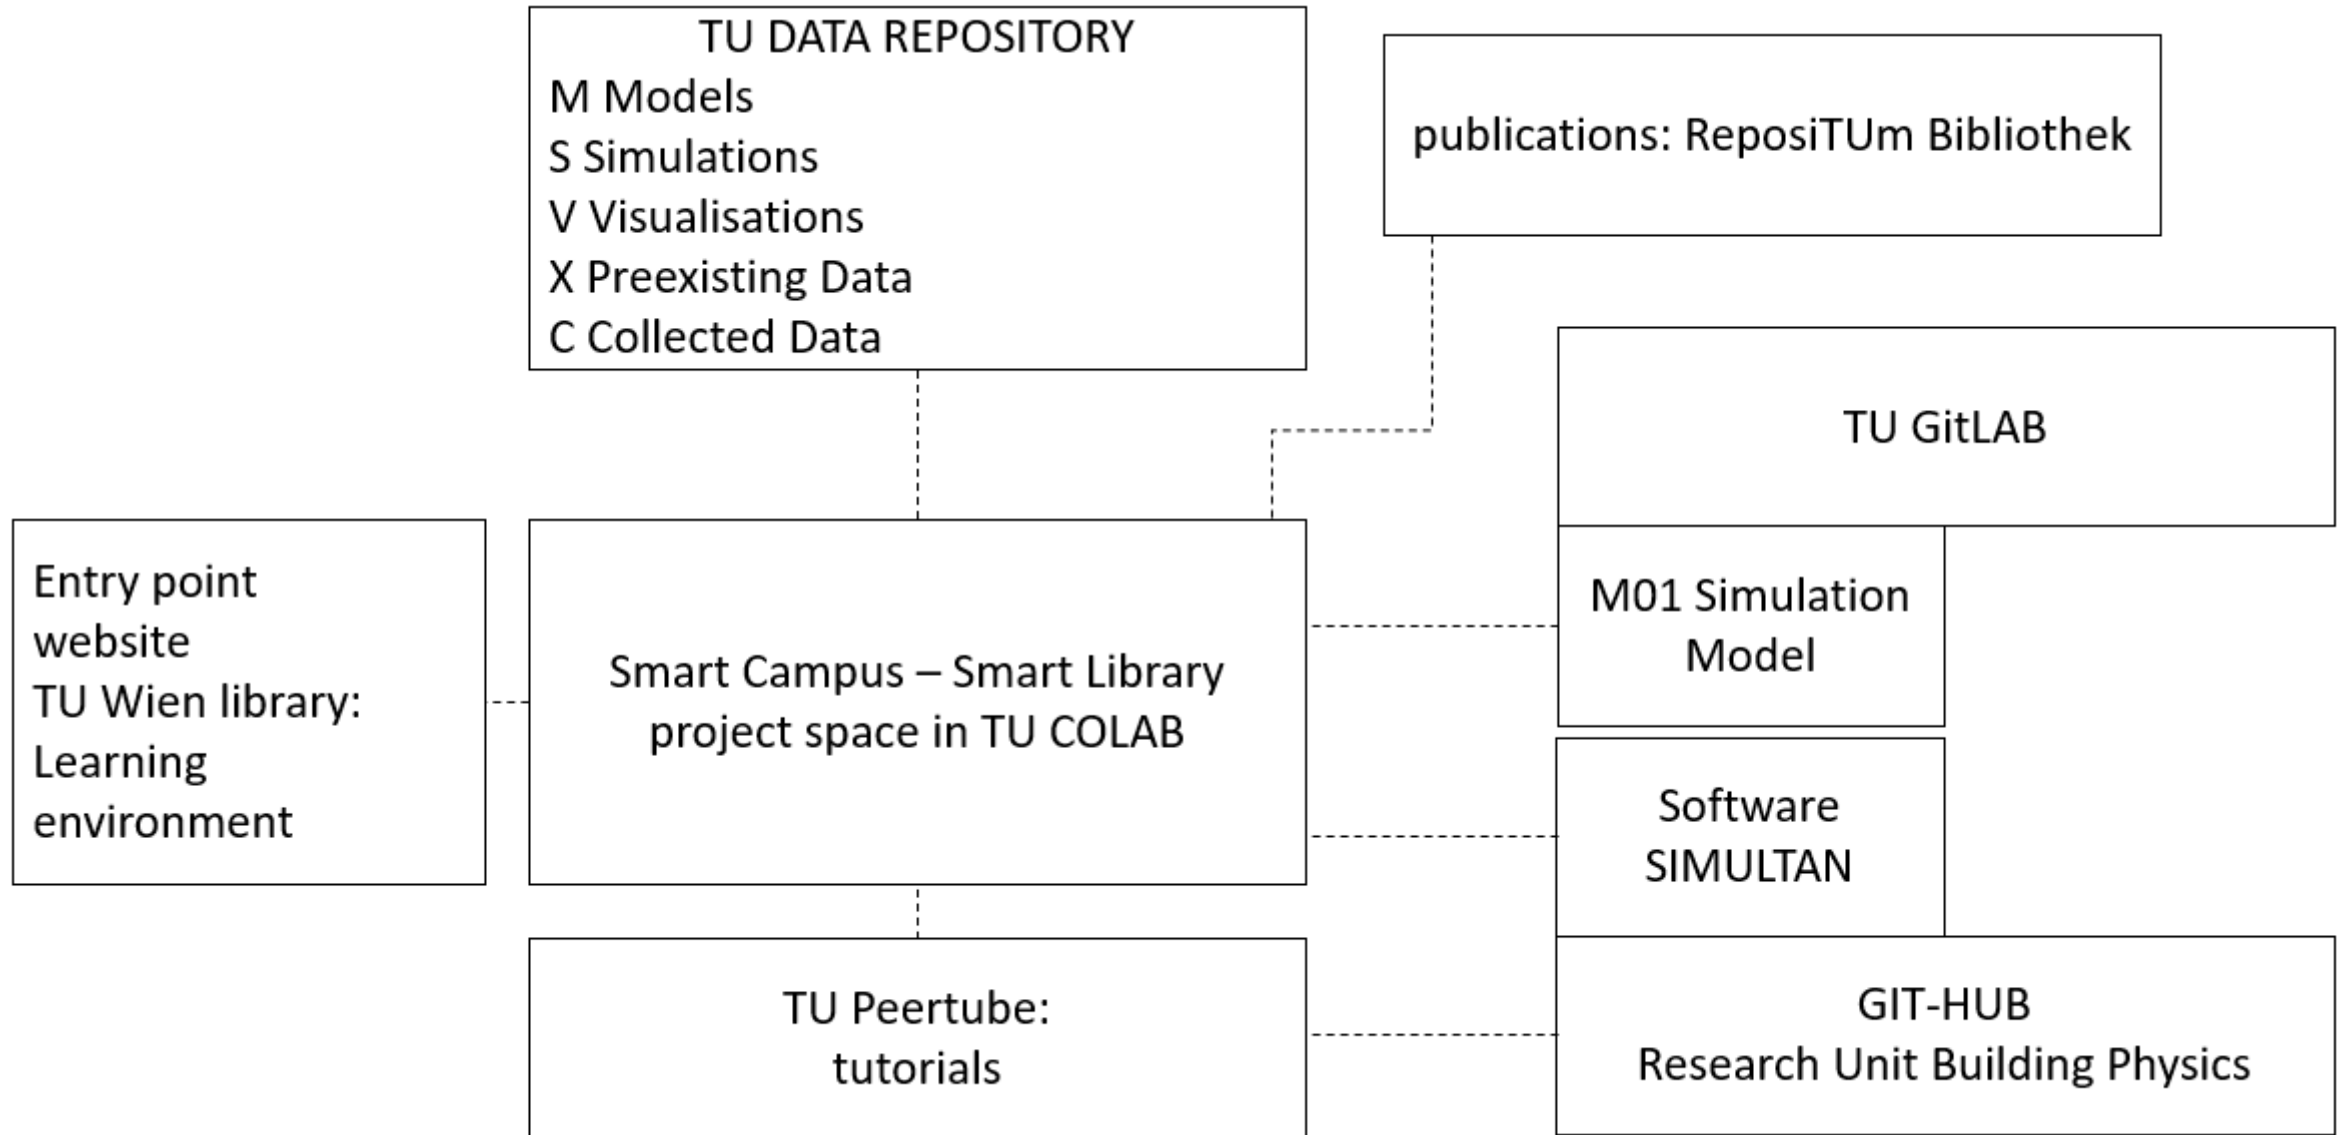 TU DATA REPOSITORY
M Models
S Simulations
V Visualisations
X Preexisting Data
C Collected Data
publications: ReposiTUm Bibliothek
TU GitLAB
Entry point
website
TU Wien library:
Learning
environment
Smart Campus – Smart Library
project space in TU COLAB
M01 Simulation
Model
Software
SIMULTAN
TU Peertube:
tutorials
GIT-HUB
Research Unit Building Physics